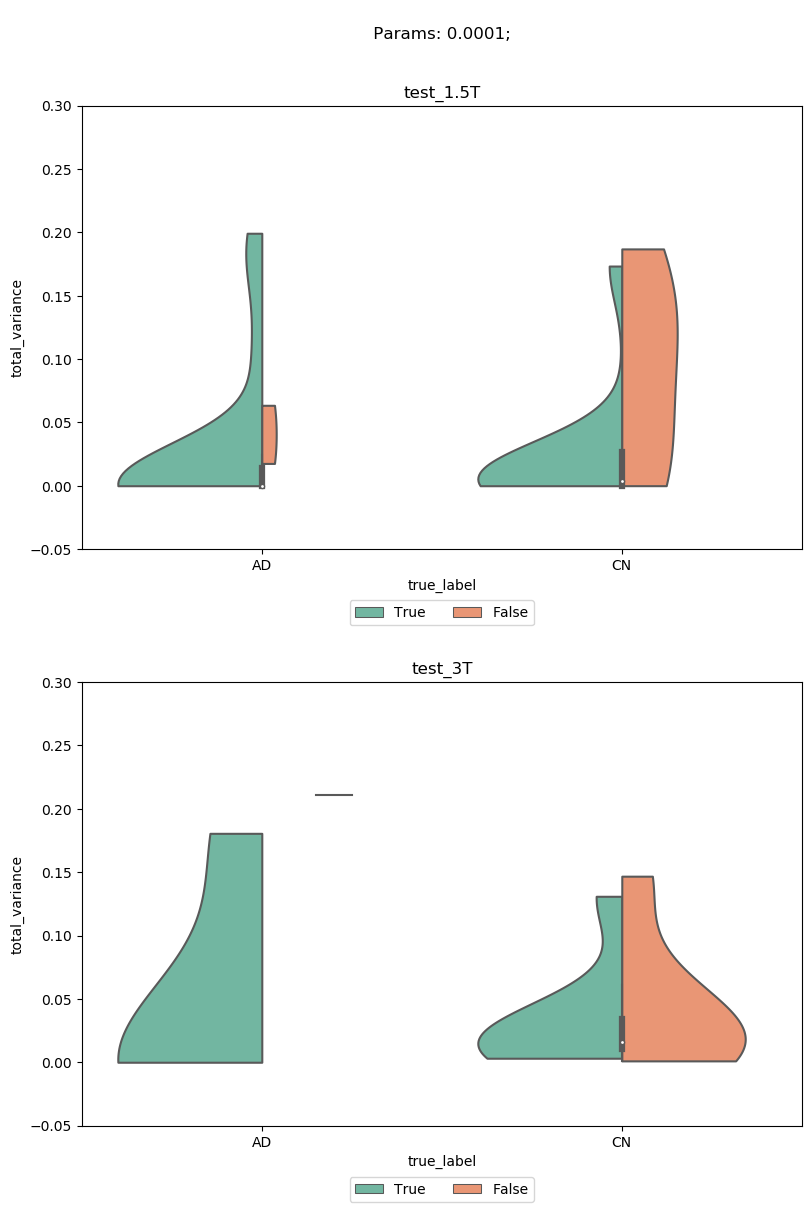 Params: 0.0001;
test_1.5T
0.30
0.25
0.20
0.15
0.10
0.05
0.00
−0.05
total_variance
AD CN
true_label
True False
test_3T
0.30
0.25
0.20
0.15
0.10
0.05
0.00
−0.05
total_variance
AD CN
true_label
True False